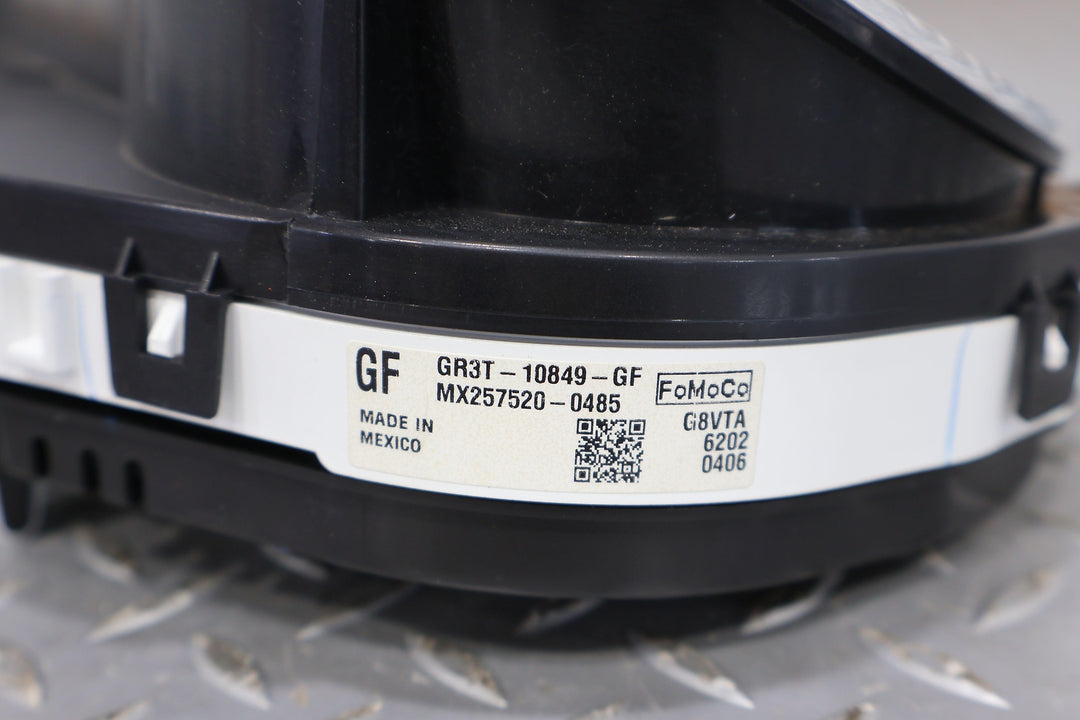 GF
GR3T-10849-GF
MX257520-0485
FoMoCo
MADE IN
MEXICO
G8VTA
6202
0406